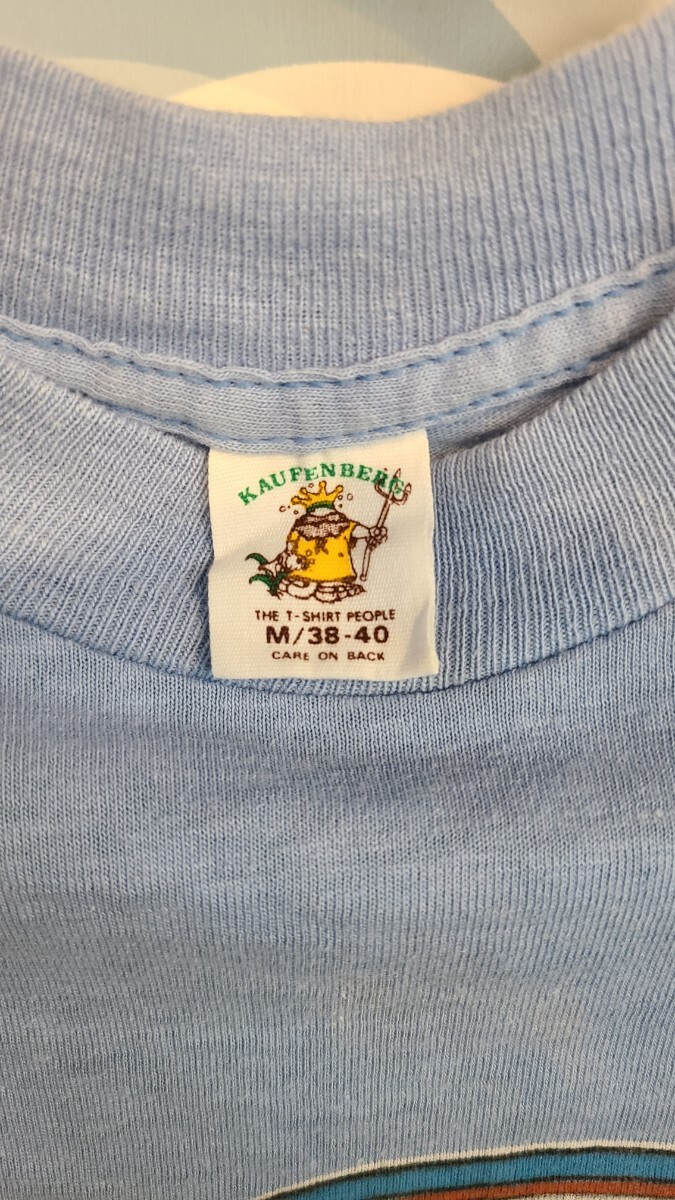 KAUFENBERG
THE T-SHIRT PEOPLE
M/38-40
CARE ON BACK